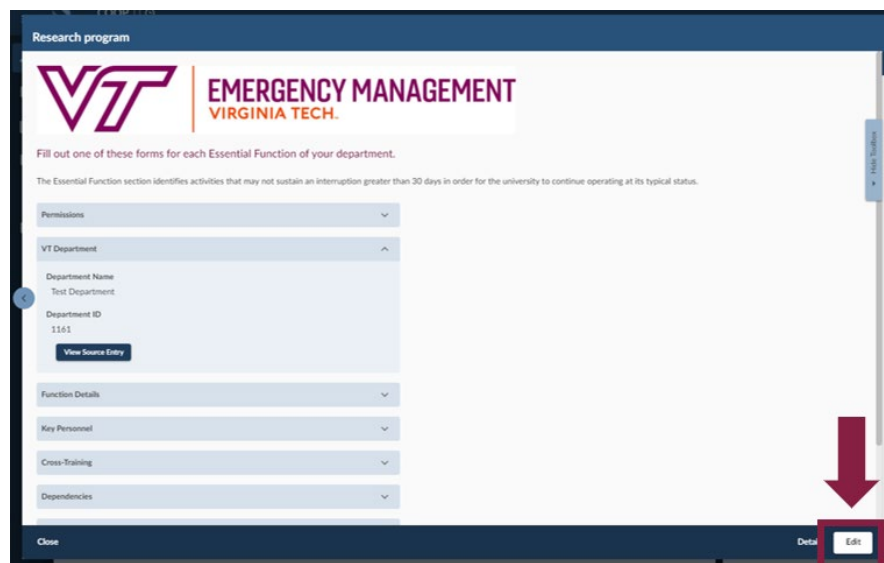 Research program
VT
EMERGENCY MANAGEMENT
VIRGINIA TECH.
Fill out one of these forms for each Essential Function of your department.
The Essential Function section identifies activities that may not sustain an interruption greater than 30 days in order for the university to continue operating at its typical status.
Hide Toolbox
Permissions
VT Department
Department Name
Test Department
Department ID
1161
View Source Entry
Function Details
Key Personnel
Cross-Training
Dependencies
Close
Edit